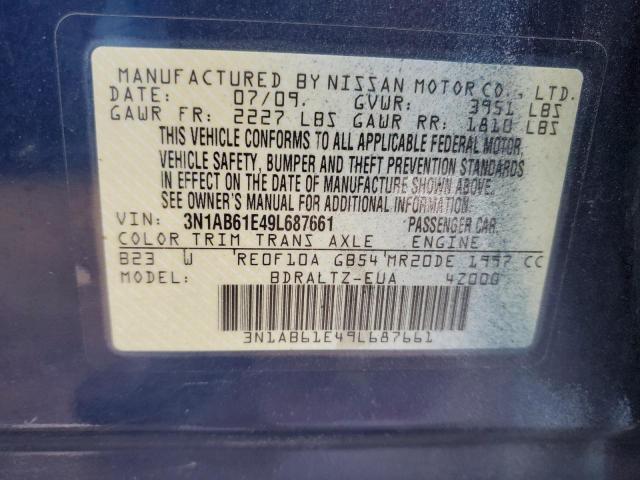 MANUFACTURED BY NISSAN MOTOR CO., LTD.
DATE: 07/09. GVWR: 3951 LBS
GAWR FR: 2227 LBS GAWR RR: 1810 LBS
THIS VEHICLE CONFORMS TO ALL APPLICABLE FEDERAL MOTOR
VEHICLE SAFETY, BUMPER AND THEFT PREVENTION STANDARDS
IN EFFECT ON THE DATE OF MANUFACTURE SHOWN ABOVE.
SEE OWNER'S MANUAL FOR ADDITIONAL INFORMATION
VIN: 3N1AB61E49L687661 PASSENGER CAR.
COLOR TRIM TRANS AXLE ENGINE
B23 W RE0F10A GB54 MR20DE 1997 CC
MODEL: BDRALTZ-EUA 4Z000
3N1AB61E49L687661